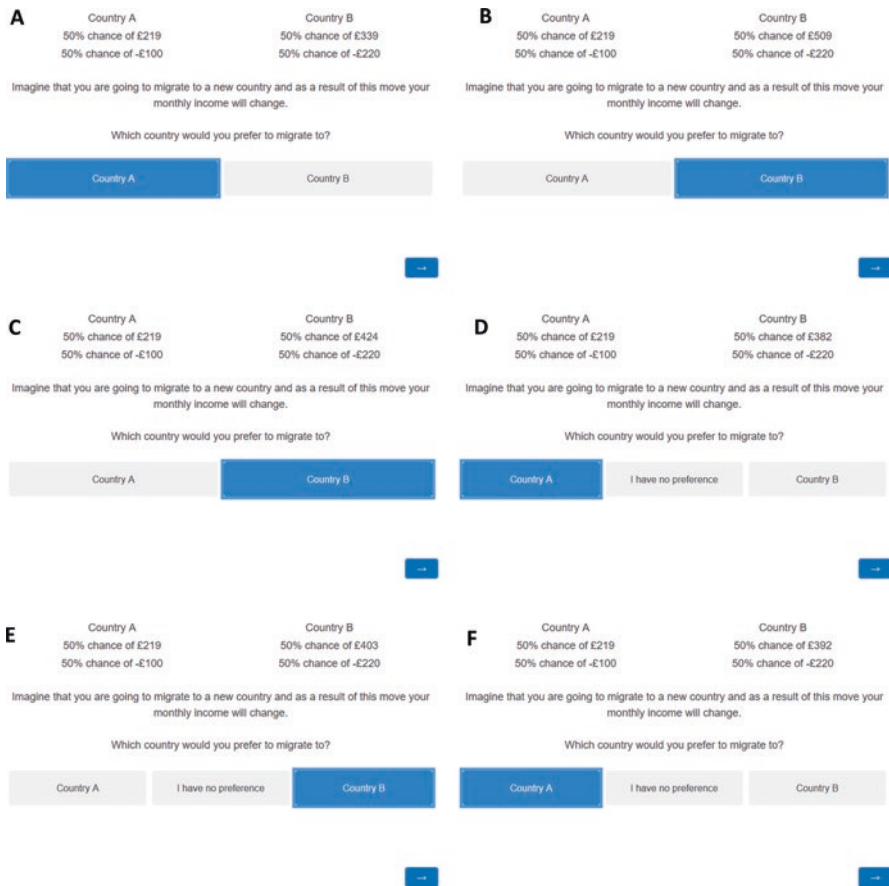 A
Country A Country B
50% chance of £219 50% chance of £339
50% chance of -£100 50% chance of -£220
Imagine that you are going to migrate to a new country and as a result of this move your
monthly income will change.
Which country would you prefer to migrate to?
Country A Country B
→
B
Country A Country B
50% chance of £219 50% chance of £509
50% chance of -£100 50% chance of -£220
Imagine that you are going to migrate to a new country and as a result of this move your
monthly income will change.
Which country would you prefer to migrate to?
Country A Country B
→
C
Country A Country B
50% chance of £219 50% chance of £424
50% chance of -£100 50% chance of -£220
Imagine that you are going to migrate to a new country and as a result of this move your
monthly income will change.
Which country would you prefer to migrate to?
Country A Country B
→
D
Country A Country B
50% chance of £219 50% chance of £382
50% chance of -£100 50% chance of -£220
Imagine that you are going to migrate to a new country and as a result of this move your
monthly income will change.
Which country would you prefer to migrate to?
Country A I have no preference Country B
→
E
Country A Country B
50% chance of £219 50% chance of £403
50% chance of -£100 50% chance of -£220
Imagine that you are going to migrate to a new country and as a result of this move your
monthly income will change.
Which country would you prefer to migrate to?
Country A I have no preference Country B
→
F
Country A Country B
50% chance of £219 50% chance of £392
50% chance of -£100 50% chance of -£220
Imagine that you are going to migrate to a new country and as a result of this move your
monthly income will change.
Which country would you prefer to migrate to?
Country A I have no preference Country B
→